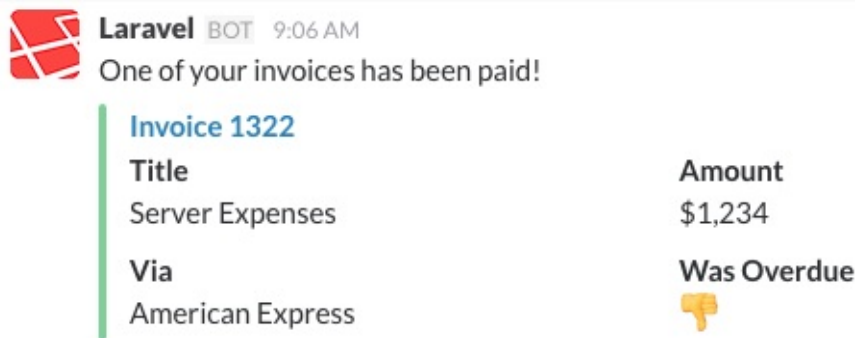 Laravel BOT 9:06 AM
One of your invoices has been paid!
Invoice 1322
Title Amount
Server Expenses $1,234
Via Was Overdue
American Express 👎